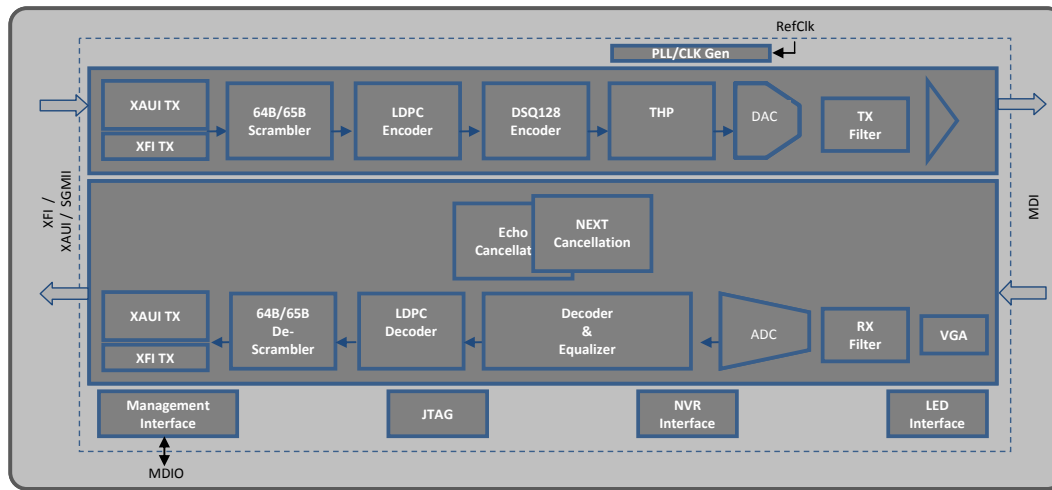 RefClk
PLL/CLK Gen
XAUI TX
XFI TX
64B/65B
Scrambler
LDPC
Encoder
DSQ128
Encoder
THP
DAC
TX
Filter
XFI /
XAUI / SGMII
MDI
Echo
Cancellat
NEXT
Cancellation
XAUI TX
XFI TX
64B/65B
De-
Scrambler
LDPC
Decoder
Decoder
&
Equalizer
ADC
RX
Filter
VGA
Management
Interface
JTAG
NVR
Interface
LED
Interface
MDIO